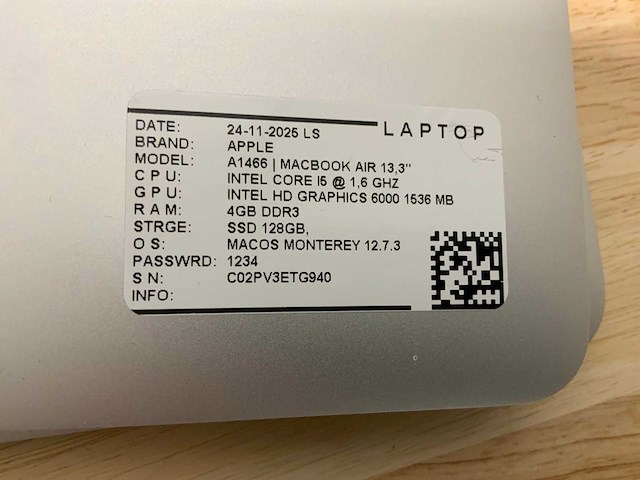 LAPTOP
DATE: 24-11-2025 LS
BRAND: APPLE
MODEL: A1466 | MACBOOK AIR 13,3"
CPU: INTEL CORE I5 @ 1,6 GHZ
GPU: INTEL HD GRAPHICS 6000 1536 MB
RAM: 4GB DDR3
STRGE: SSD 128GB,
OS: MACOS MONTEREY 12.7.3
PASSWRD: 1234
SN: C02PV3ETG940
INFO: